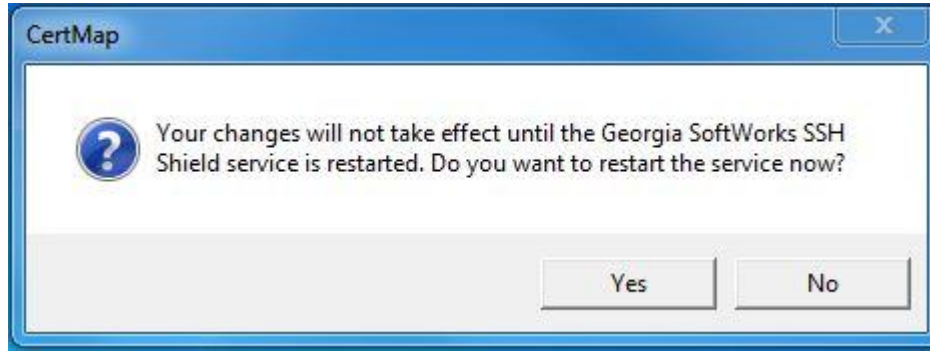 CertMap
X
Your changes will not take effect until the Georgia SoftWorks SSH
Shield service is restarted. Do you want to restart the service now?
Yes No